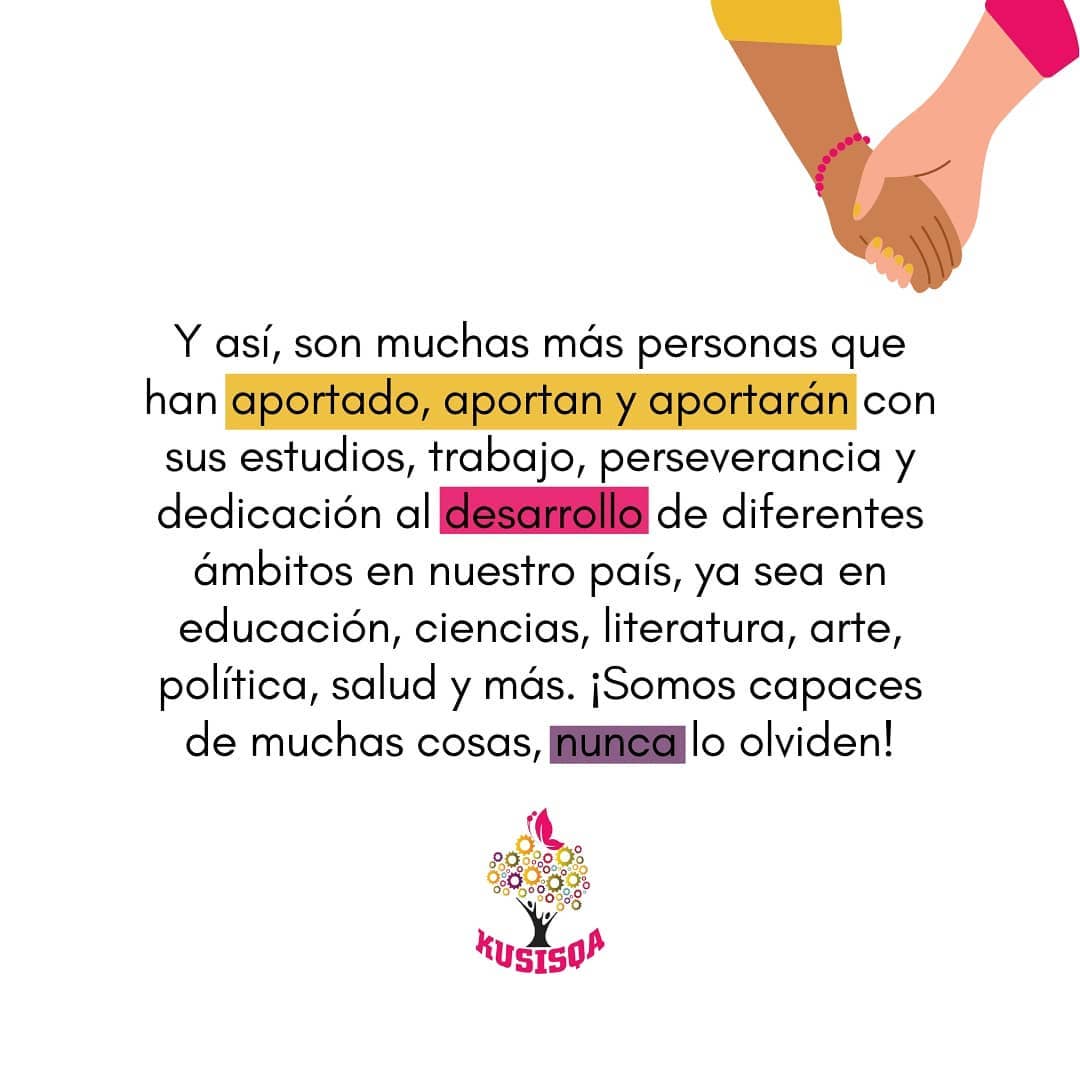 Y así, son muchas más personas que
han aportado, aportan y aportarán con
sus estudios, trabajo, perseverancia y
dedicación al desarrollo de diferentes
ámbitos en nuestro país, ya sea en
educación, ciencias, literatura, arte,
política, salud y más. ¡Somos capaces
de muchas cosas, nunca lo olviden!
KUSISQA